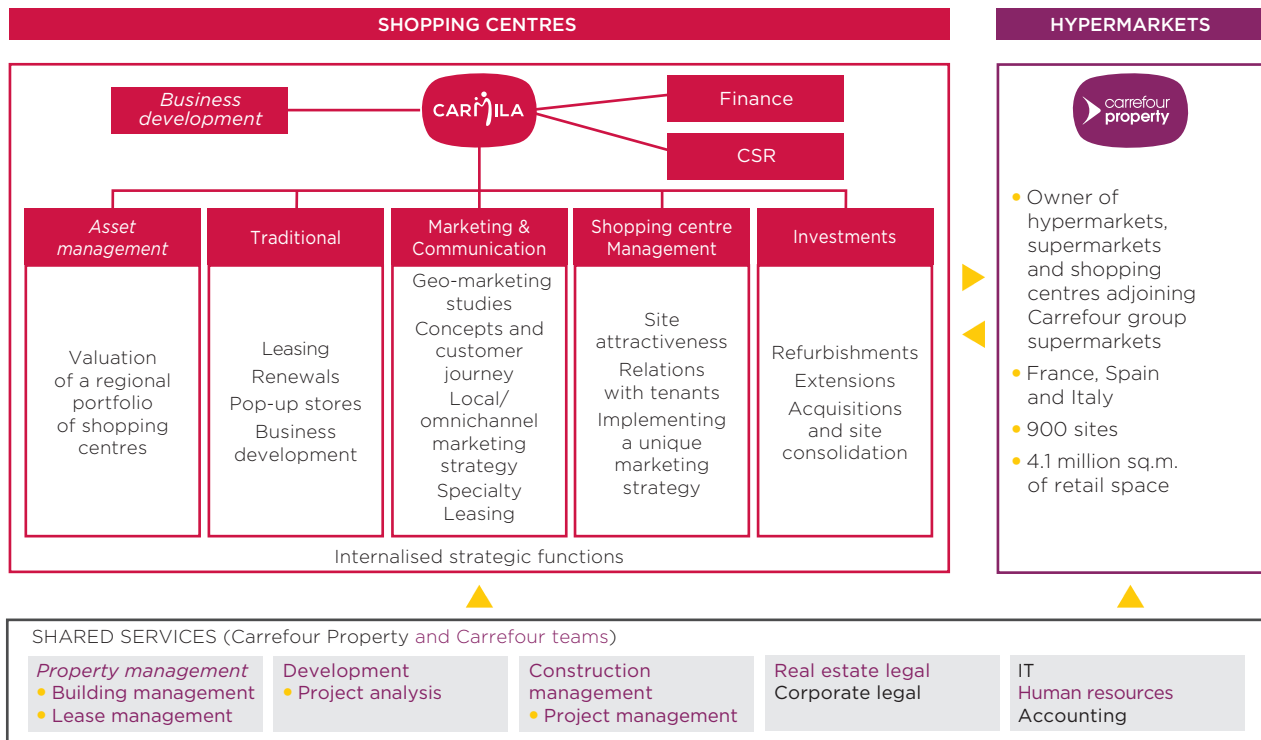 SHOPPING CENTRES
HYPERMARKETS
Business
development
CARMILA
Finance
CSR
carrefour
property
Asset
management
Traditional
Marketing &
Communication
Shopping centre
Management
Investments
Valuation
of a regional
portfolio
of shopping
centres
Leasing
Renewals
Pop-up stores
Business
development
Geo-marketing
studies
Concepts and
customer
journey
Local/
omnichannel
marketing
strategy
Specialty
Leasing
Site
attractiveness
Relations
with tenants
Implementing
a unique
marketing
strategy
Refurbishments
Extensions
Acquisitions
and site
consolidation
Internalised strategic functions
• Owner of
hypermarkets,
supermarkets
and shopping
centres adjoining
Carrefour group
supermarkets
• France, Spain
and Italy
• 900 sites
• 4.1 million sq.m.
of retail space
SHARED SERVICES (Carrefour Property and Carrefour teams)
Property management
• Building management
• Lease management
Development
• Project analysis
Construction
management
• Project management
Real estate legal
Corporate legal
IT
Human resources
Accounting